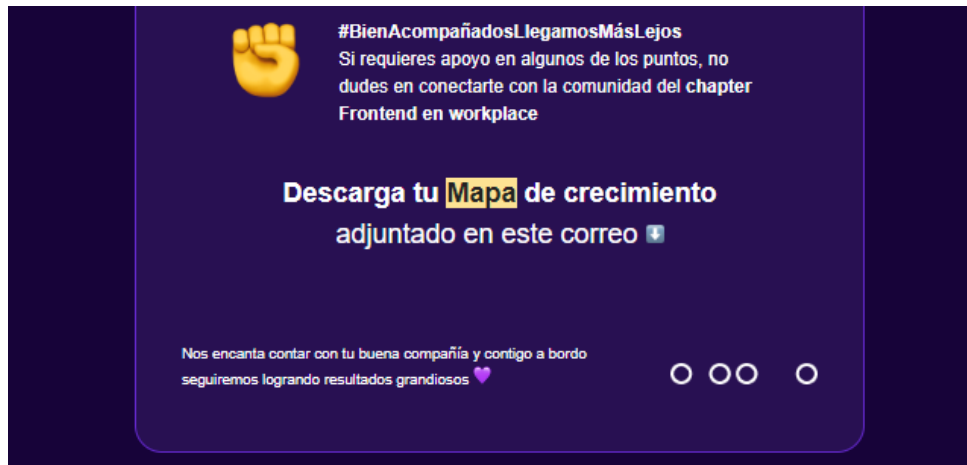 #BienAcompañadosLlegamosMásLejos
Si requieres apoyo en algunos de los puntos, no
dudes en conectarte con la comunidad del chapter
Frontend en workplace
Descarga tu Mapa de crecimiento
adjuntado en este correo ⬇️
Nos encanta contar con tu buena compañía y contigo a bordo
seguiremos logrando resultados grandiosos 💜